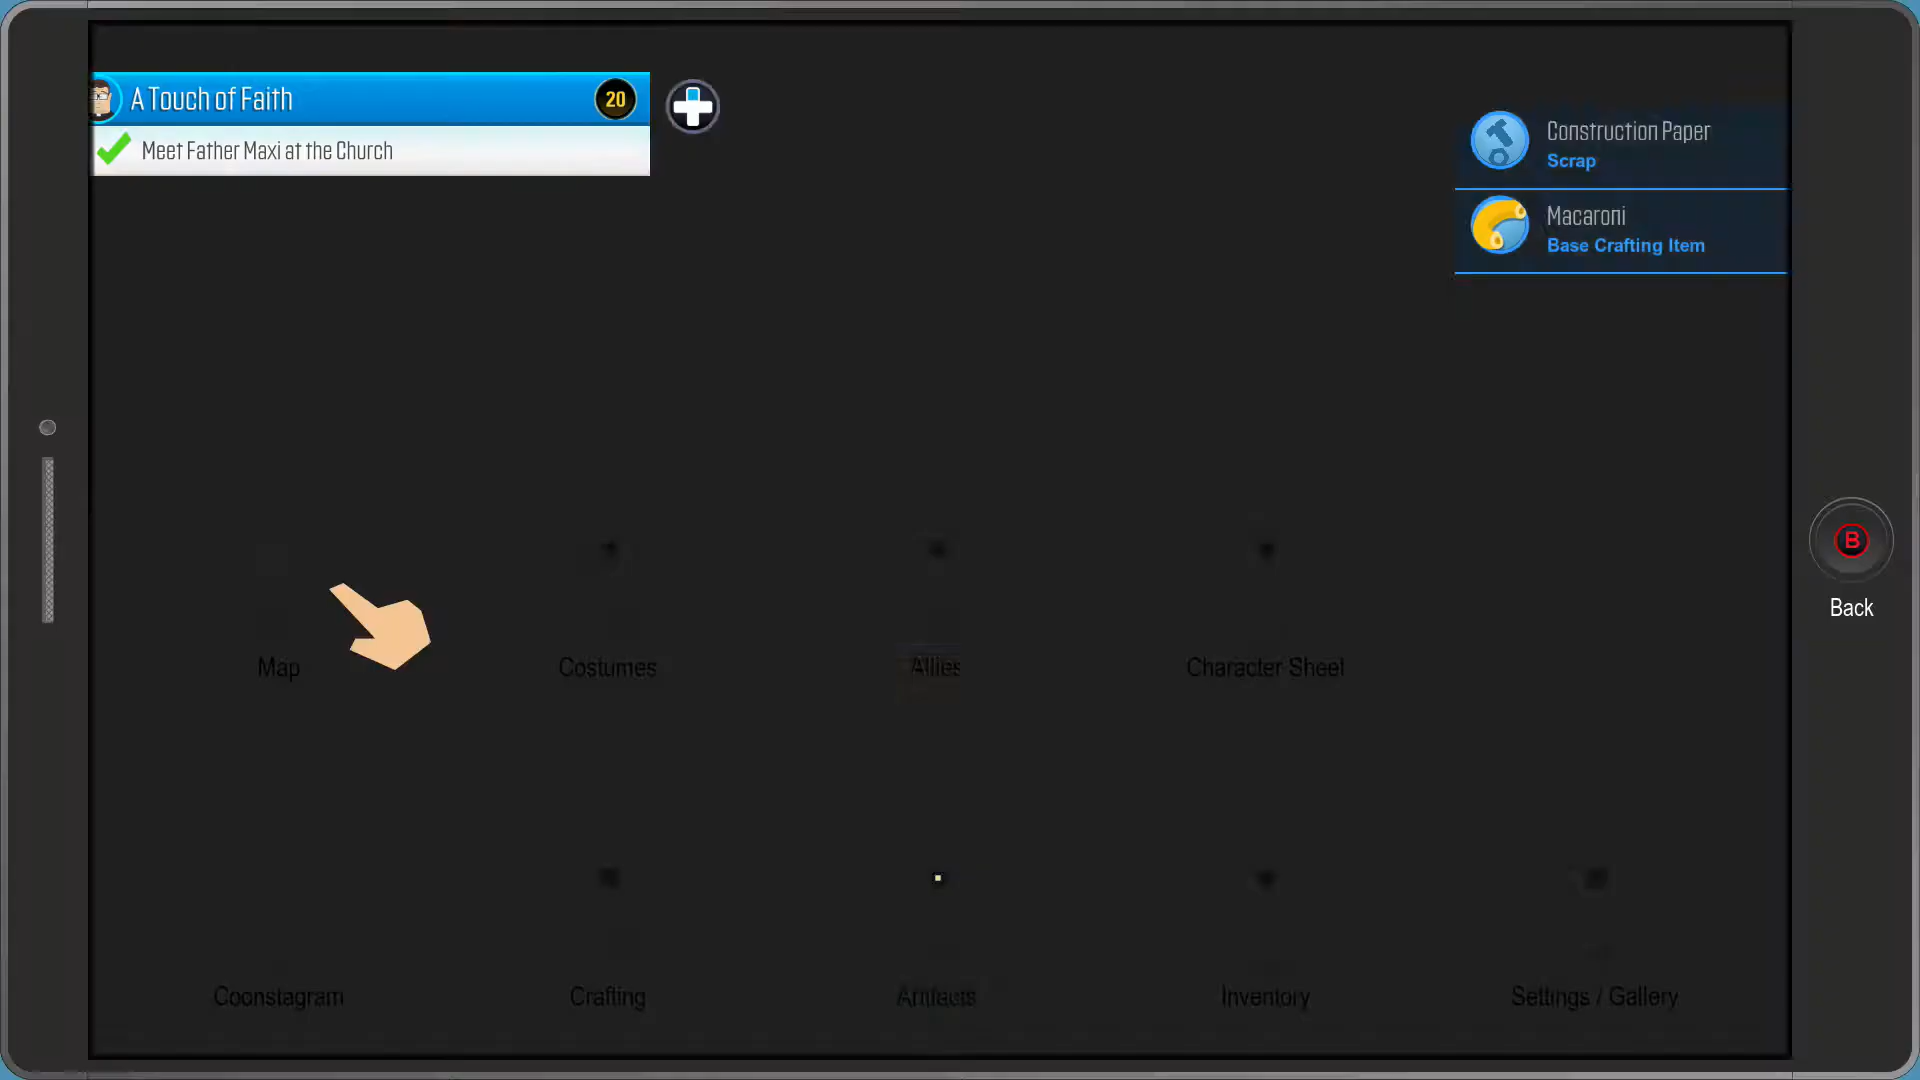 A Touch of Faith
20
Meet Father Maxi at the Church
Construction Paper
Scrap
Macaroni
Base Crafting Item
B
Back
Map
Costumes
Allies
Character Sheet
Coonstagram
Crafting
Artifacts
Inventory
Settings / Gallery